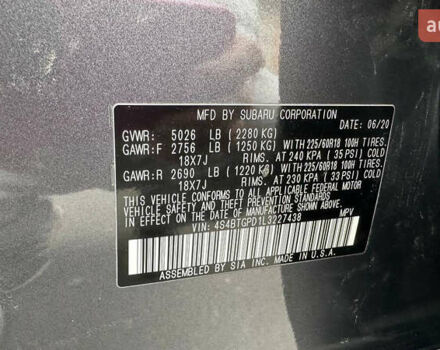 MFD BY SUBARU CORPORATION
DATE: 06/20
GVWR: 5026 LB (2280 KG)
GAWR:F 2756 LB (1250 KG) WITH 225/60R18 100H TIRES.
18X7J RIMS. AT 240 KPA (35 PSI) COLD
GAWR:R 2690 LB (1220 KG) WITH 225/60R18 100H TIRES.
18X7J RIMS. AT 230 KPA (33 PSI) COLD
THIS VEHICLE CONFORMS TO ALL APPLICABLE FEDERAL MOTOR
VEHICLE SAFETY AND
THEFT PREVENTION STANDARDS IN EFFECT ON THE DATE OF
MANUFACTURE SHOWN ABOVE.
VIN: 4S4BTGPD1L3227438 MPV
ASSEMBLED BY SIA INC. MADE IN U.S.A.